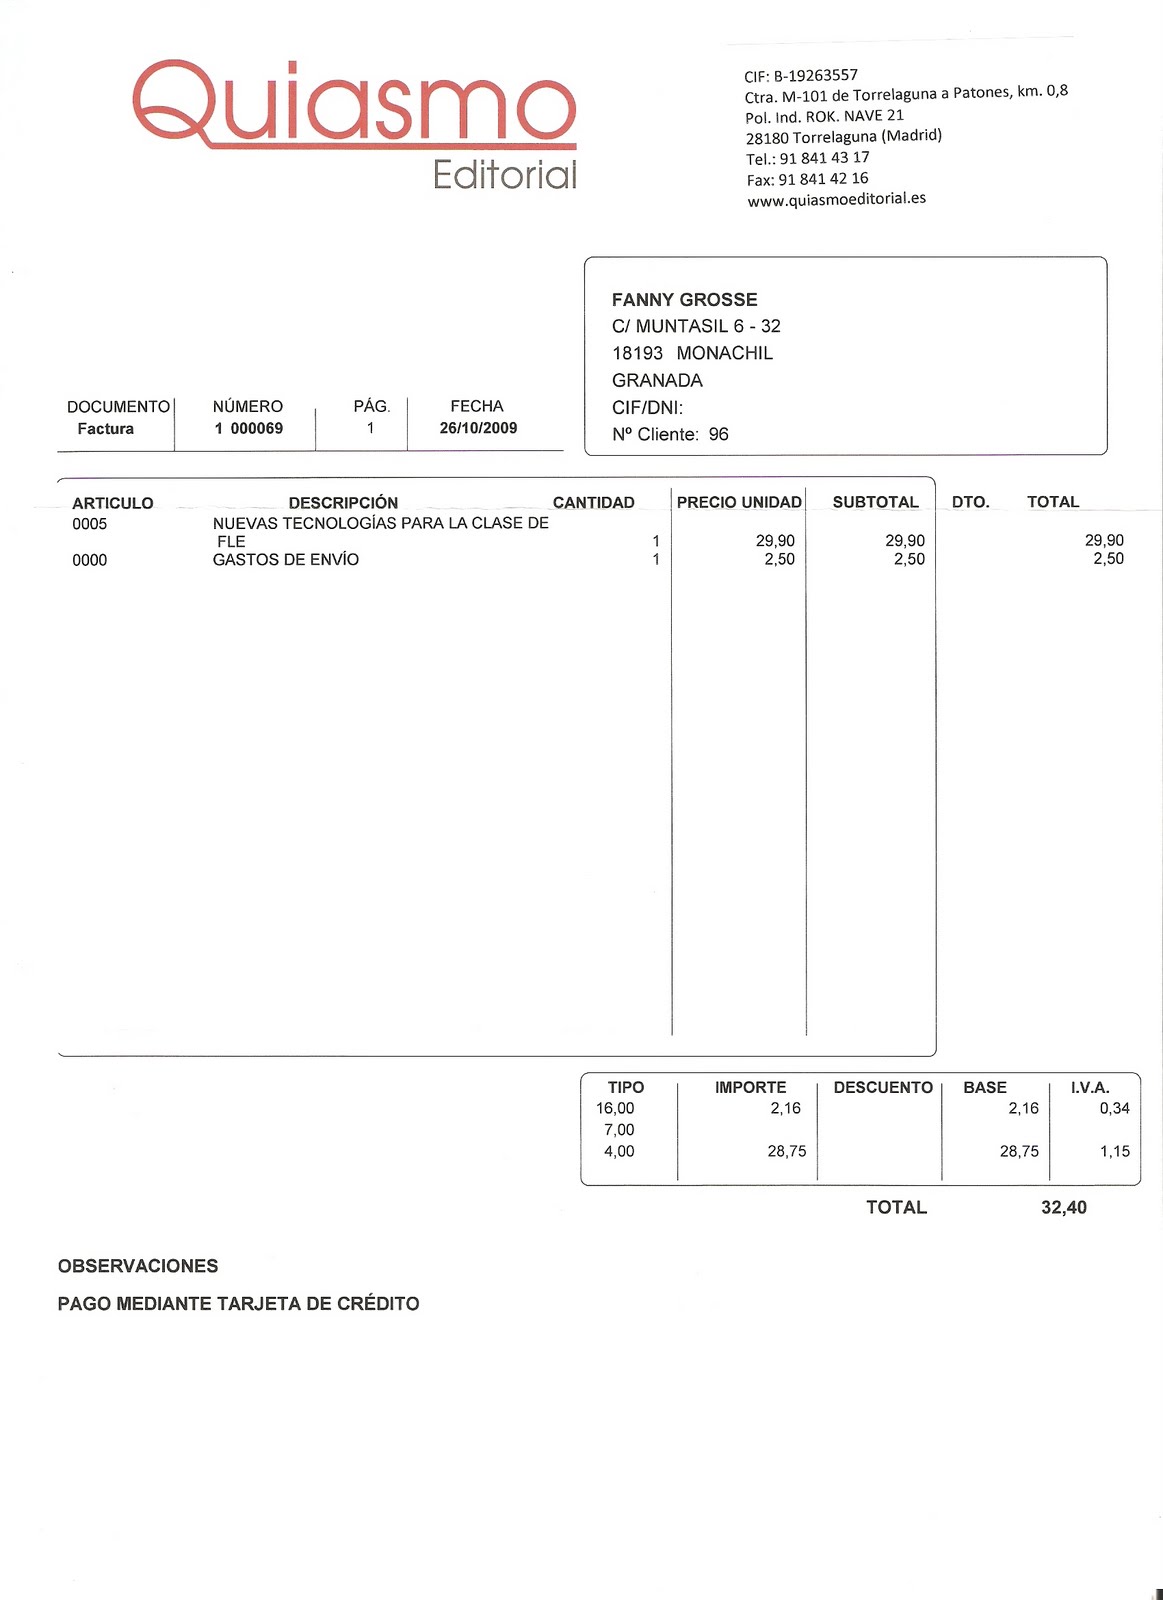 Quiasmo
Editorial
CIF: B-19263557
Ctra. M-101 de Torrelaguna a Patones, km. 0,8
Pol. Ind. ROK. NAVE 21
28180 Torrelaguna (Madrid)
Tel.: 91 841 43 17
Fax: 91 841 42 16
www.quiasmoeditorial.es
FANNY GROSSE
C/ MUNTASIL 6 - 32
18193 MONACHIL
GRANADA
CIF/DNI:
Nº Cliente: 96
DOCUMENTO NÚMERO PÁG. FECHA
Factura 1 000069 1 26/10/2009
ARTICULO DESCRIPCIÓN CANTIDAD PRECIO UNIDAD SUBTOTAL DTO. TOTAL
0005 NUEVAS TECNOLOGÍAS PARA LA CLASE DE
FLE 1 29,90 29,90 29,90
0000 GASTOS DE ENVÍO 1 2,50 2,50 2,50
TIPO IMPORTE DESCUENTO BASE I.V.A.
16,00 2,16 2,16 0,34
7,00
4,00 28,75 28,75 1,15
TOTAL 32,40
OBSERVACIONES
PAGO MEDIANTE TARJETA DE CRÉDITO